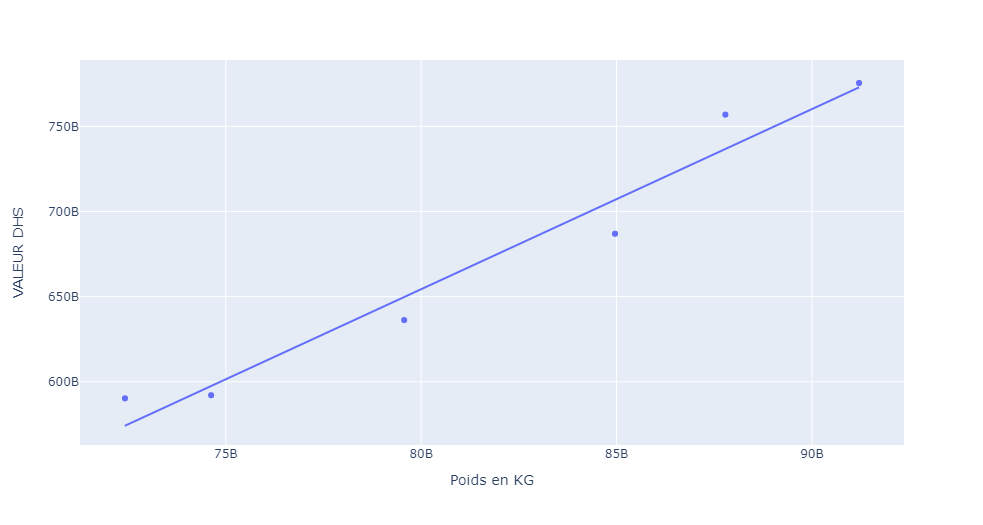 VALEUR DHS
750B
700B
650B
600B
75B
80B
85B
90B
Poids en KG